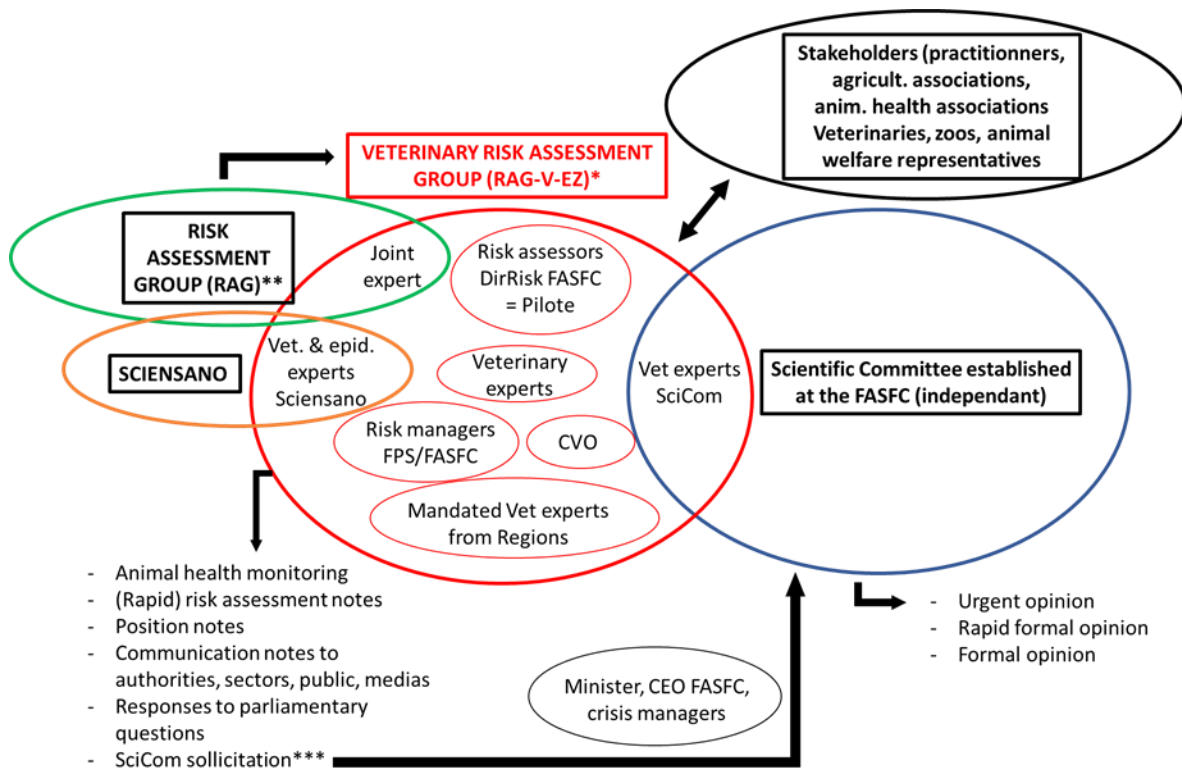 Stakeholders (practitionners,
agricult. associations,
anim. health associations
Veterinaries, zoos, animal
welfare representatives
VETERINARY RISK ASSESSMENT
GROUP (RAG-V-EZ)*
RISK
ASSESSMENT
GROUP (RAG)**
Joint
expert
Risk assessors
DirRisk FASFC
= Pilote
SCIENSANO
Vet. & epid.
experts
Sciensano
Veterinary
experts
Vet experts
SciCom
Scientific Committee established
at the FASFC (independant)
Risk managers
FPS/FASFC
CVO
Mandated Vet experts
from Regions
- Animal health monitoring
- (Rapid) risk assessment notes
- Position notes
- Communication notes to
authorities, sectors, public, medias
- Responses to parliamentary
questions
- SciCom sollicitation***
Minister, CEO FASFC,
crisis managers
- Urgent opinion
- Rapid formal opinion
- Formal opinion